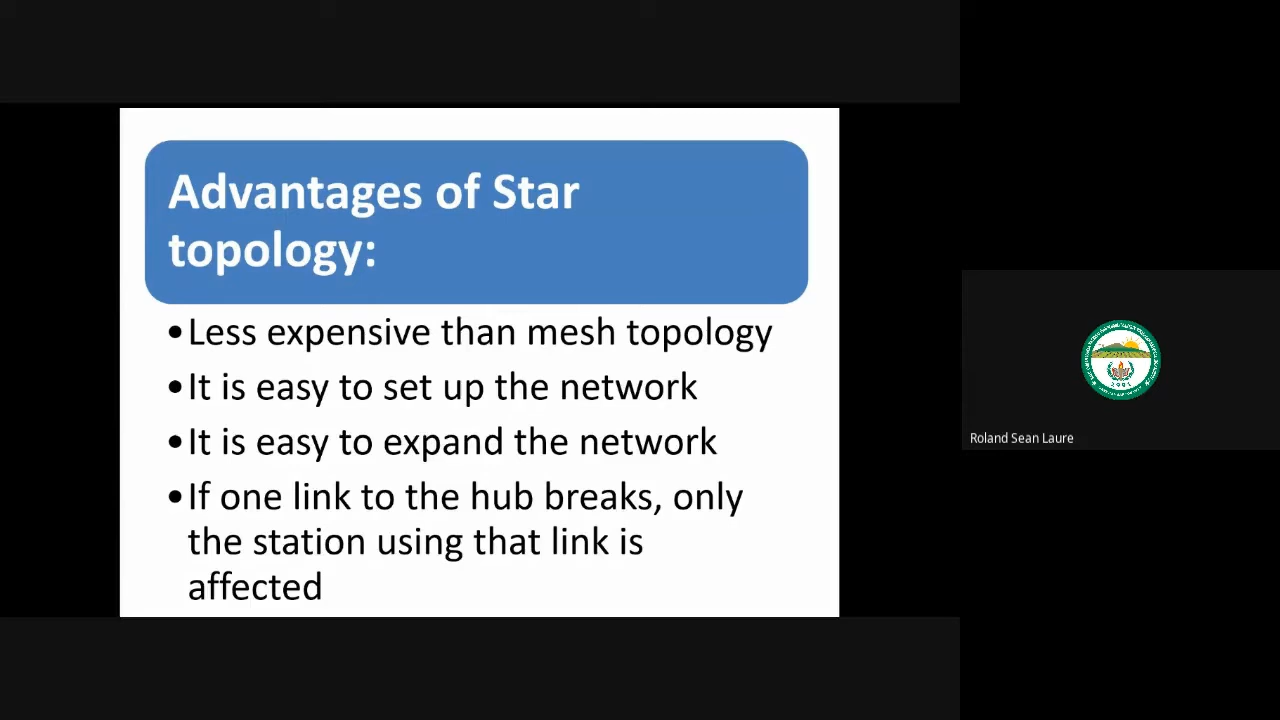 Advantages of Star
topology:
•Less expensive than mesh topology
•It is easy to set up the network
•It is easy to expand the network
•If one link to the hub breaks, only
the station using that link is
affected
Roland Sean Laure